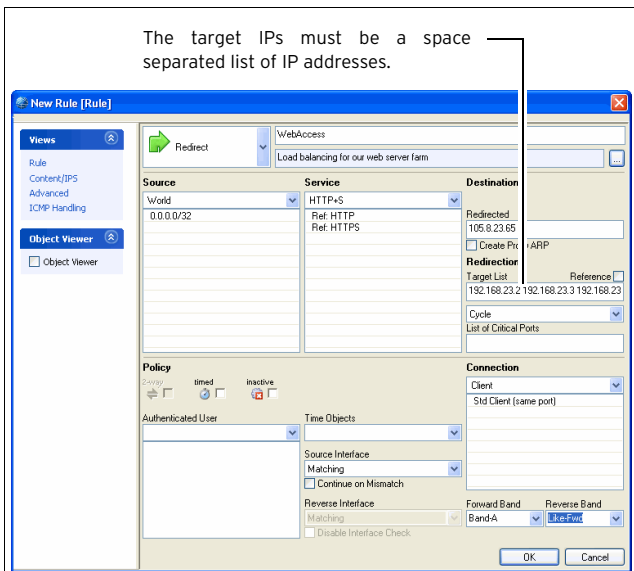 The target IPs must be a space
separated list of IP addresses.
New Rule [Rule]
Views
Rule
Content/IPS
Advanced
ICMP Handling
Object Viewer
Object Viewer
Redirect
WebAccess
Load balancing for our web server farm
...
Source
World
0.0.0.0/32
Service
HTTP+S
Ref: HTTP
Ref: HTTPS
Destination
Redirected
105.8.23.65
Create Proxy ARP
Redirection
Target List Reference
192.168.23.2 192.168.23.3 192.168.23
Cycle
List of Critical Ports
Policy
2-way timed inactive
Authenticated User
Time Objects
Source Interface
Matching
Continue on Mismatch
Reverse Interface
Matching
Disable Interface Check
Connection
Client
Std Client (same port)
Forward Band Reverse Band
Band-A Like-Fwd
OK Cancel